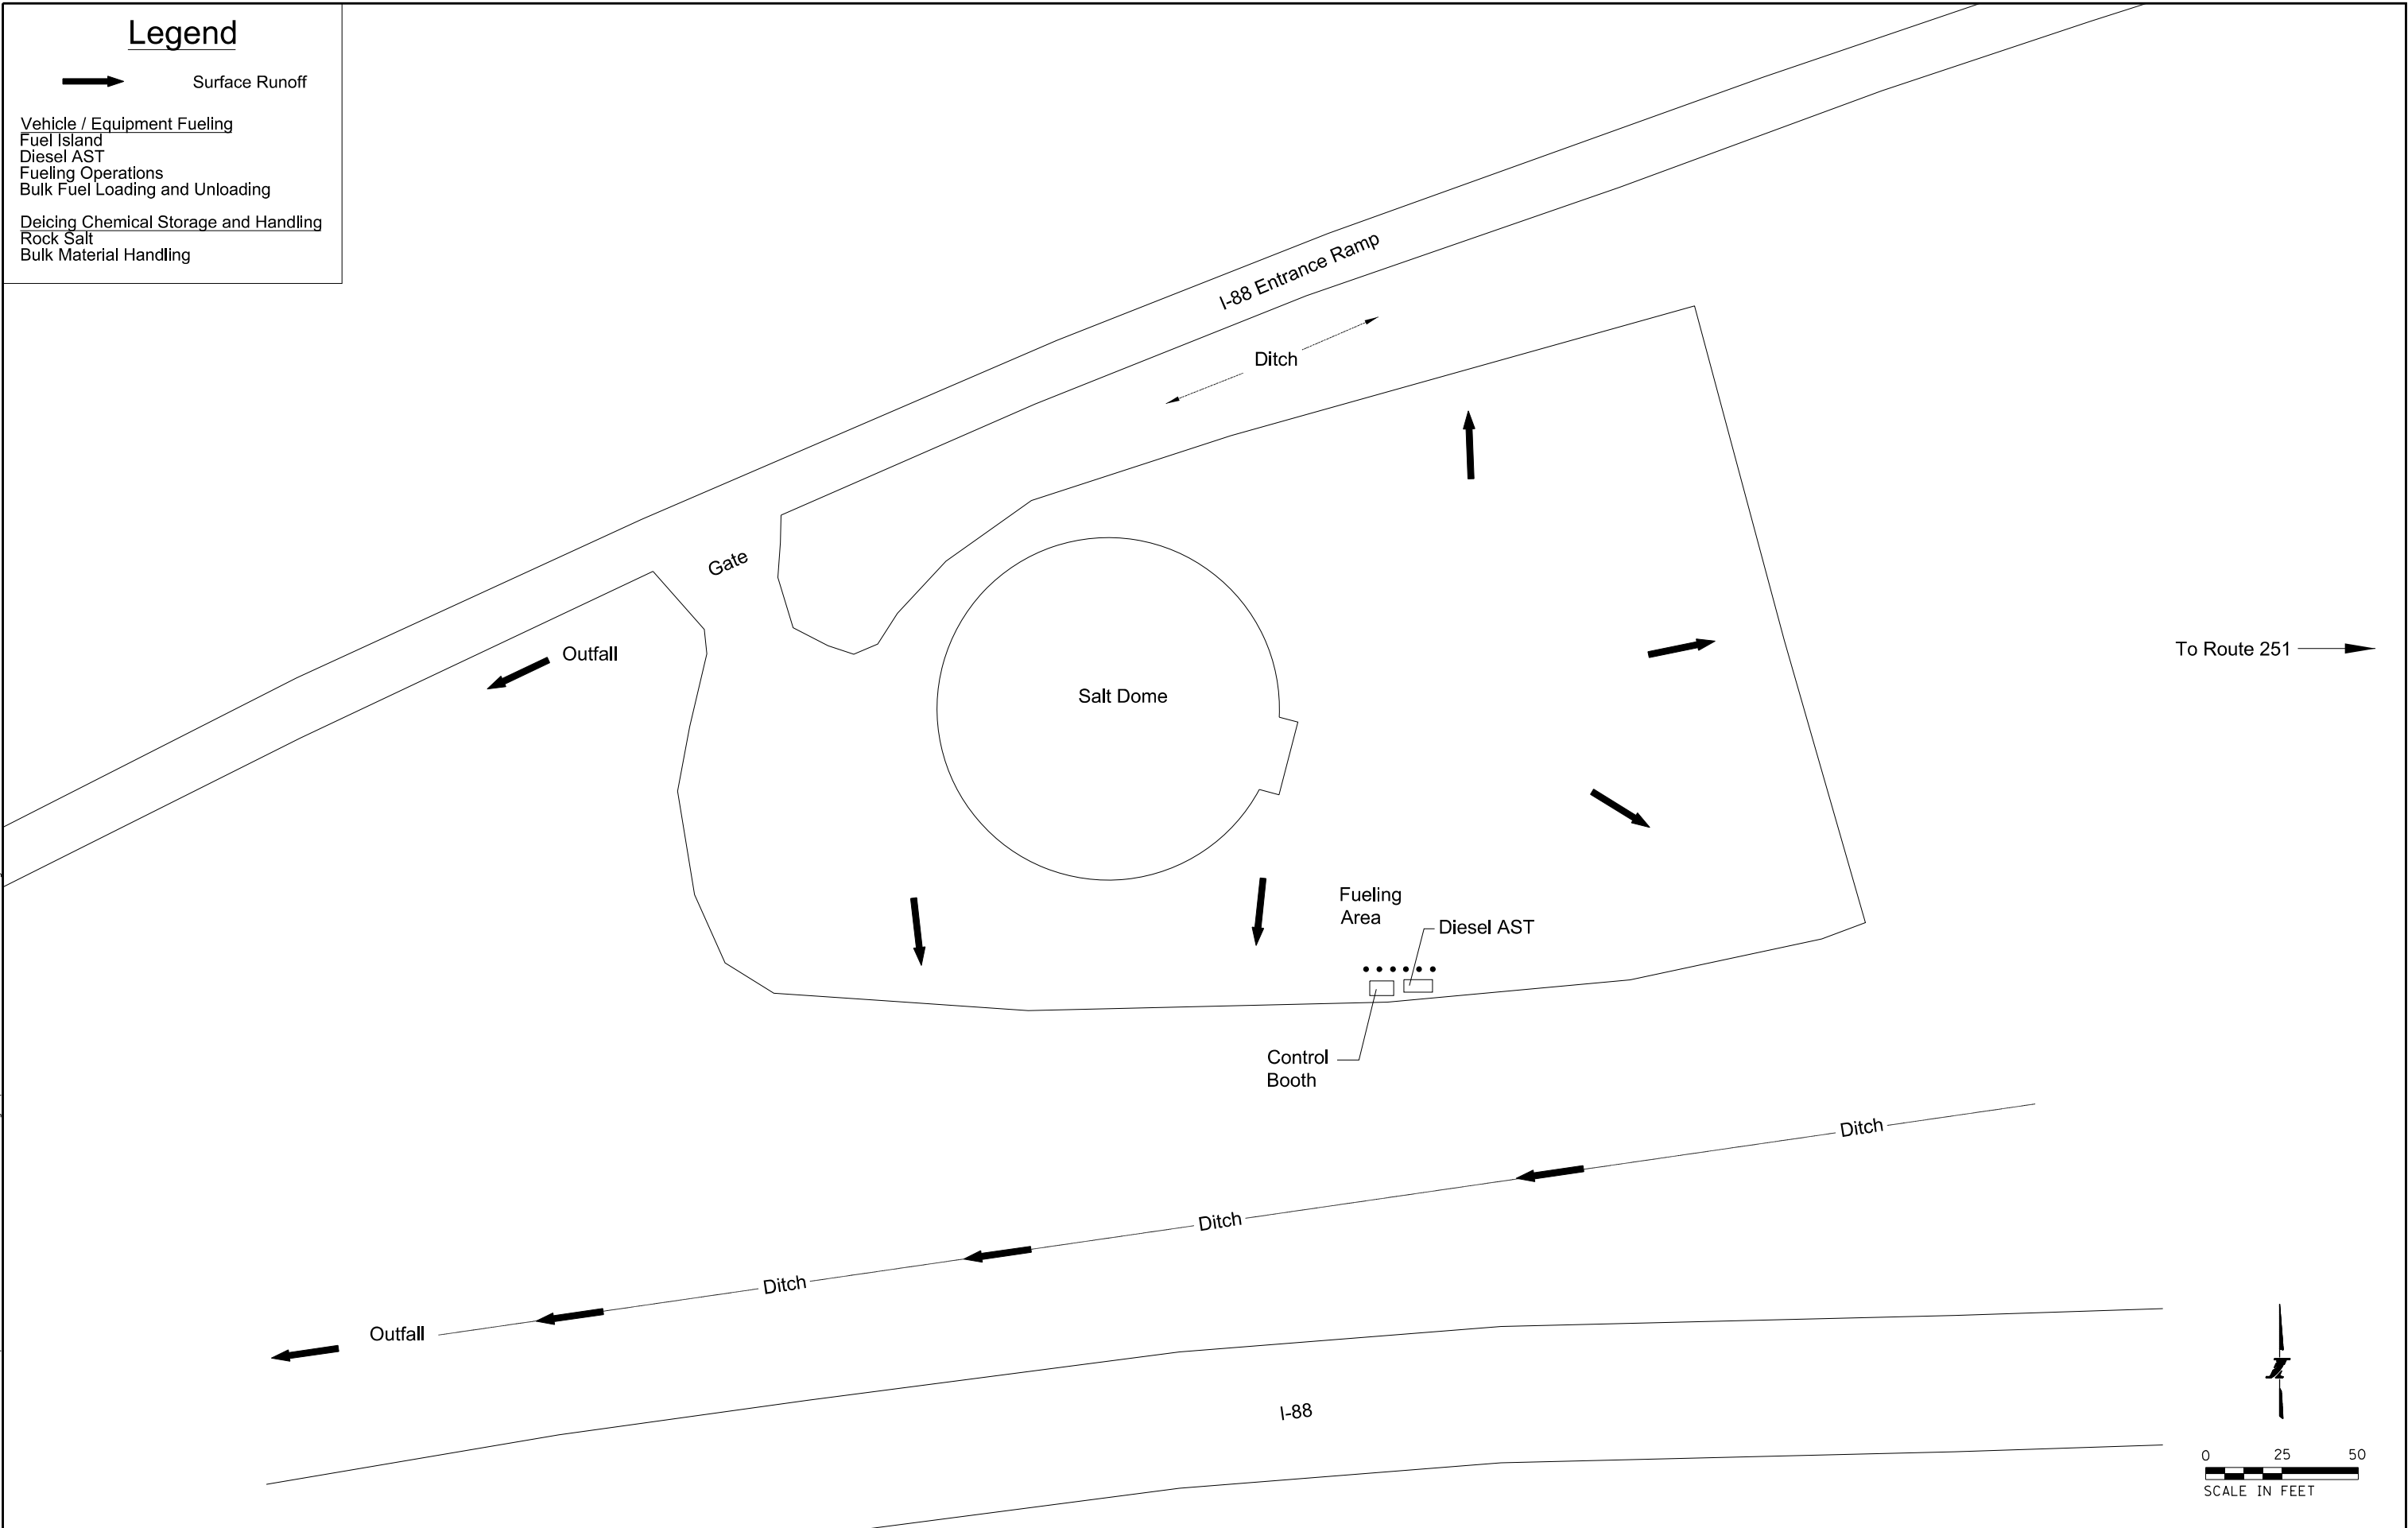 Legend
Surface Runoff
Vehicle / Equipment Fueling
Fuel Island
Diesel AST
Fueling Operations
Bulk Fuel Loading and Unloading
Deicing Chemical Storage and Handling
Rock Salt
Bulk Material Handling
I-88 Entrance Ramp
Ditch
Gate
Outfall
To Route 251
Salt Dome
Fueling
Area
Diesel AST
Control
Booth
Ditch
Ditch
Ditch
Outfall
I-88
0 25 50
SCALE IN FEET